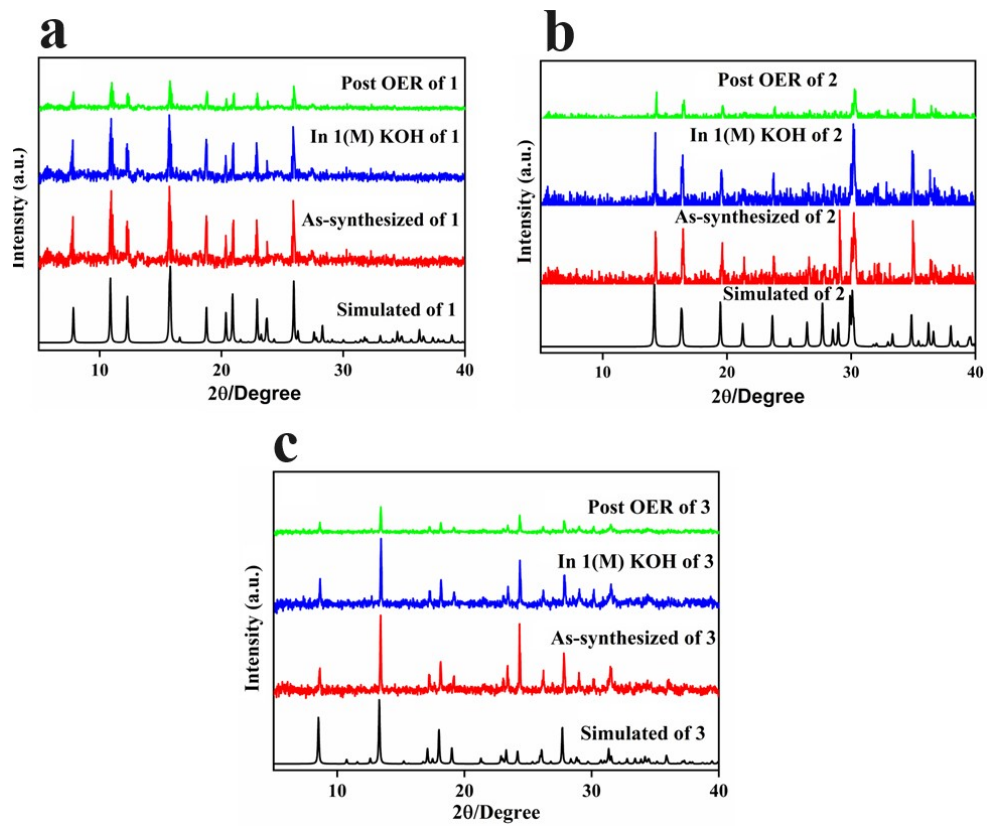 a
Post OER of 1
In 1(M) KOH of 1
As-synthesized of 1
Simulated of 1
Intensity (a.u.)
10 20 30 40
2θ/Degree
b
Post OER of 2
In 1(M) KOH of 2
As-synthesized of 2
Simulated of 2
Intensity (a.u.)
10 20 30 40
2θ/Degree
c
Post OER of 3
In 1(M) KOH of 3
As-synthesized of 3
Simulated of 3
Intensity (a.u.)
10 20 30 40
2θ/Degree